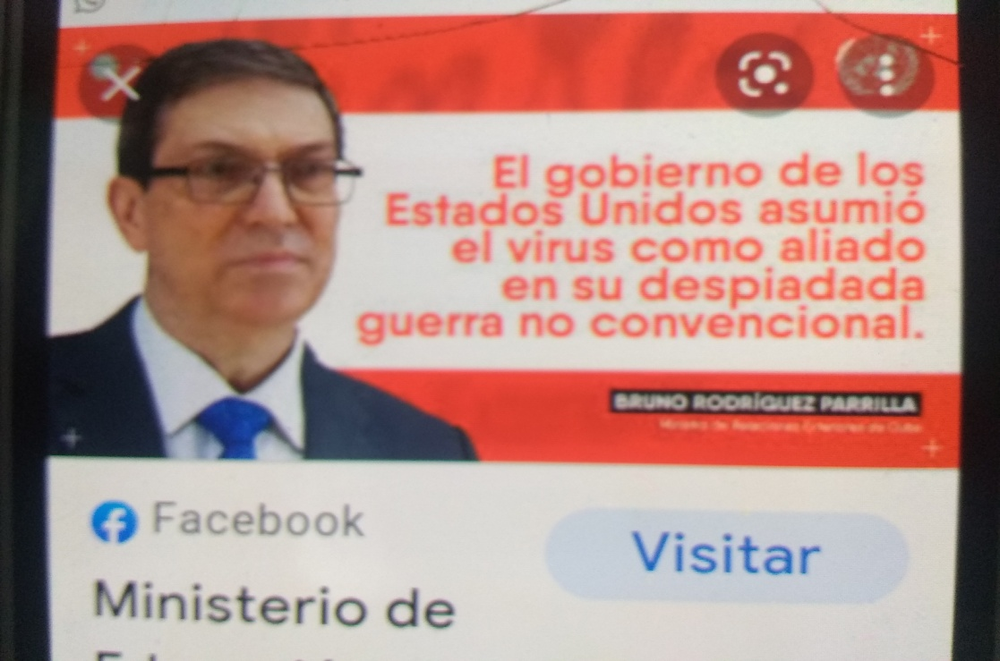 El gobierno de los
Estados Unidos asumió
el virus como aliado
en su despiadada
guerra no convencional.
BRUNO RODRÍGUEZ PARRILLA
Ministro de Relaciones Exteriores de Cuba
Facebook
Visitar
Ministerio de